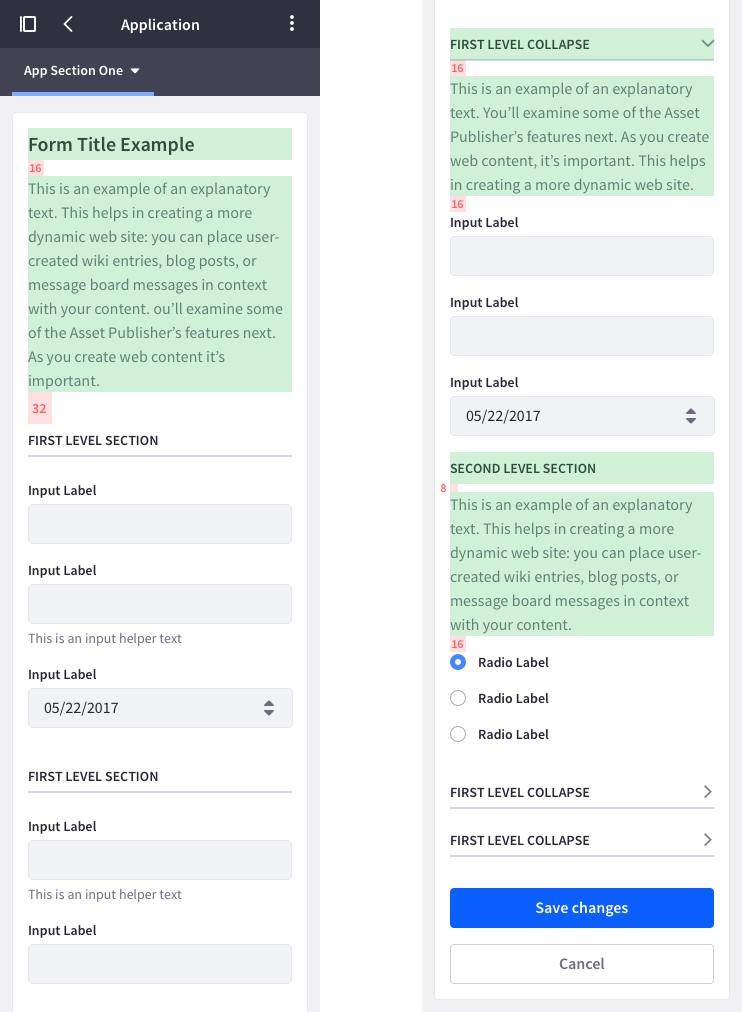 Application
App Section One
Form Title Example
16
This is an example of an explanatory
text. This helps in creating a more
dynamic web site: you can place user-
created wiki entries, blog posts, or
message board messages in context
with your content. ou’ll examine some
of the Asset Publisher’s features next.
As you create web content it’s
important.
32
FIRST LEVEL SECTION
Input Label
Input Label
This is an input helper text
Input Label
05/22/2017
FIRST LEVEL SECTION
Input Label
This is an input helper text
Input Label
FIRST LEVEL COLLAPSE
16
This is an example of an explanatory
text. You’ll examine some of the Asset
Publisher’s features next. As you create
web content, it’s important. This helps
in creating a more dynamic web site.
16
Input Label
Input Label
Input Label
05/22/2017
SECOND LEVEL SECTION
8
This is an example of an explanatory
text. This helps in creating a more
dynamic web site: you can place user-
created wiki entries, blog posts, or
message board messages in context
with your content.
16
Radio Label
Radio Label
Radio Label
FIRST LEVEL COLLAPSE
FIRST LEVEL COLLAPSE
Save changes
Cancel